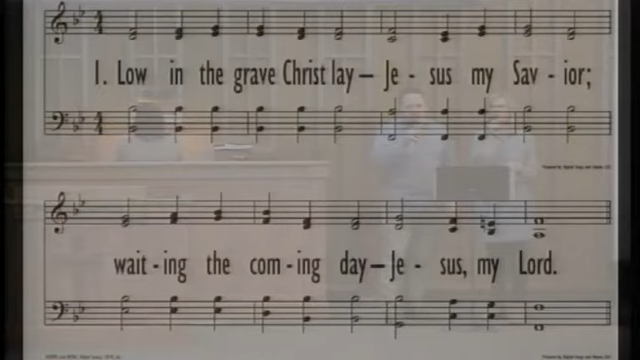 1. Low in the grave Christ lay – Je - sus my Sav - ior;
wait - ing the com - ing day – Je - sus, my Lord.